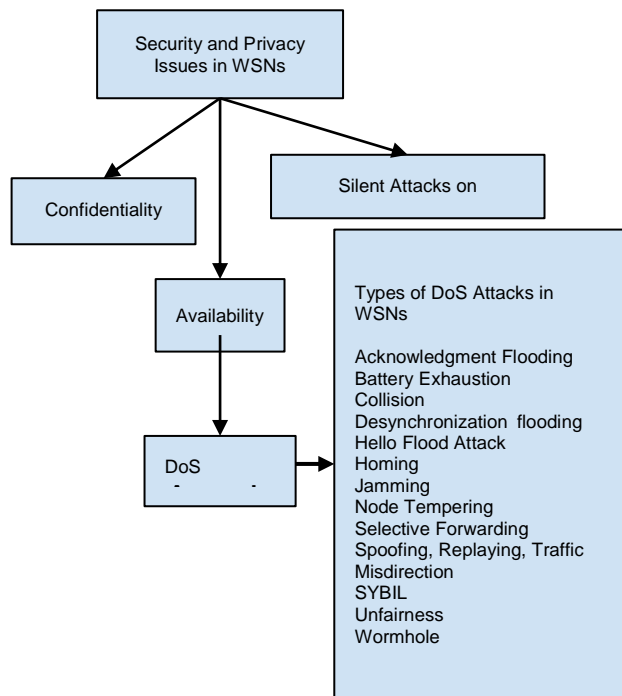 Security and Privacy
Issues in WSNs
Confidentiality
Silent Attacks on
Availability
DoS
- -
Types of DoS Attacks in
WSNs
Acknowledgment Flooding
Battery Exhaustion
Collision
Desynchronization flooding
Hello Flood Attack
Homing
Jamming
Node Tempering
Selective Forwarding
Spoofing, Replaying, Traffic
Misdirection
SYBIL
Unfairness
Wormhole